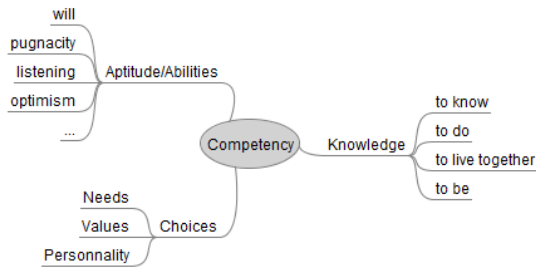 will
pugnacity
listening
optimism
...
Aptitude/Abilities
Competency
Knowledge
to know
to do
to live together
to be
Needs
Values
Personnality
Choices